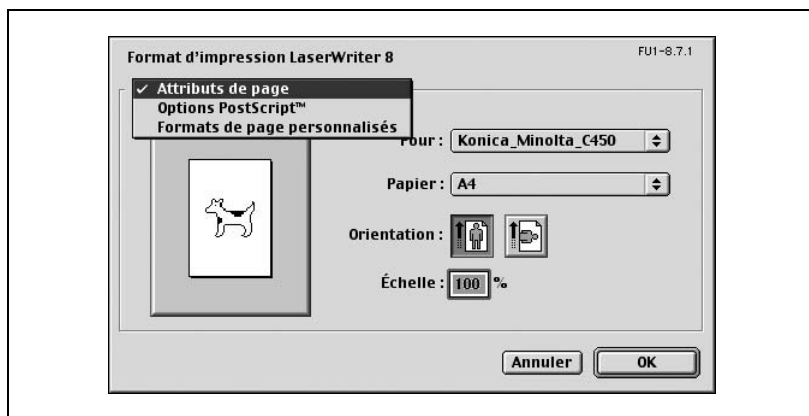 Format d'impression LaserWriter 8
FU1-8.7.1
✓ Attributs de page
Options PostScript™
Formats de page personnalisés
Pour : Konica_Minolta_C450
Papier : A4
Orientation :
Échelle : 100 %
Annuler
OK